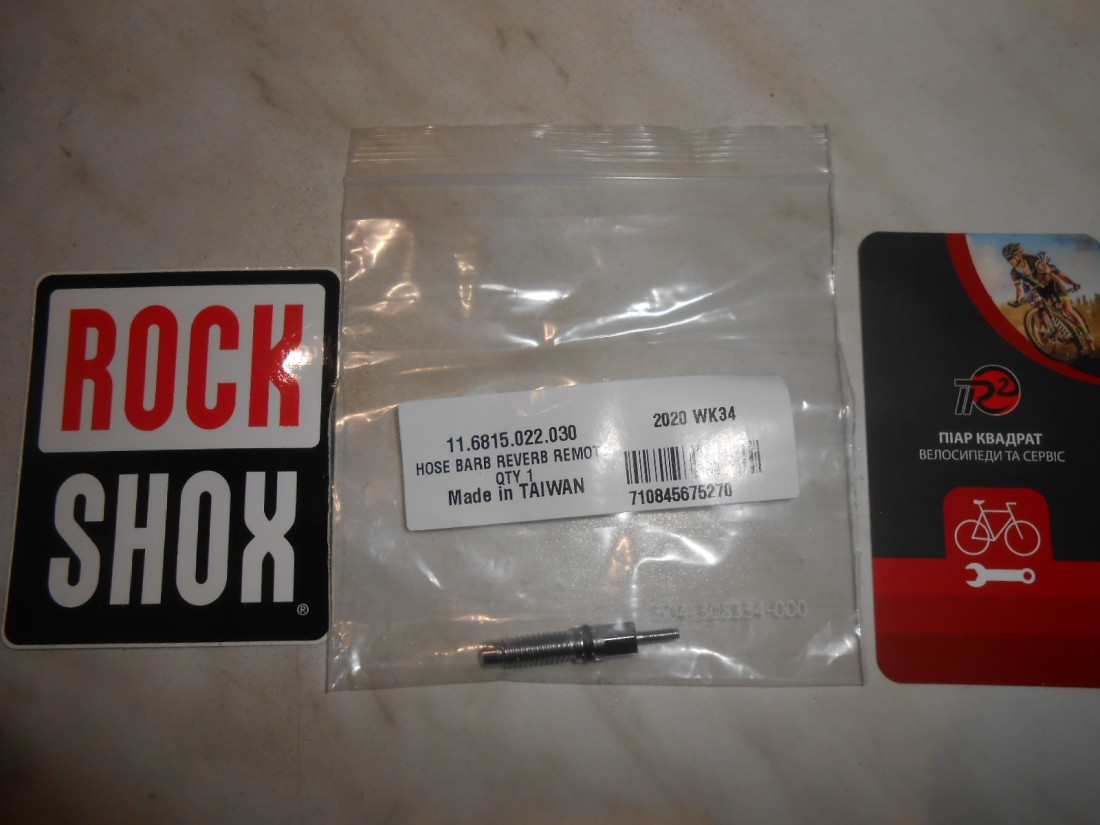 ROCK
SHOX
®
11.6815.022.030
2020 WK34
HOSE BARB REVERB REMOT
QTY 1
Made in TAIWAN
710845675270
R2
ПІАР КВАДРАТ
ВЕЛОСИПЕДИ ТА СЕРВІС